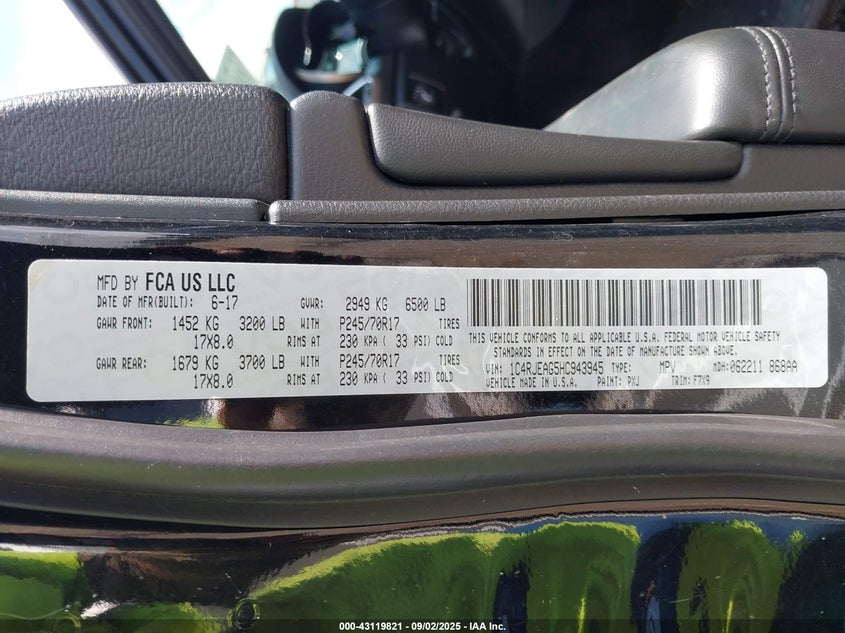 MFD BY FCA US LLC
DATE OF MFR(BUILT): 6-17 GVWR: 2949 KG 6500 LB
GAWR FRONT: 1452 KG 3200 LB WITH P245/70R17 TIRES
17X8.0 RIMS AT 230 KPA ( 33 PSI) COLD
GAWR REAR: 1679 KG 3700 LB WITH P245/70R17 TIRES
17X8.0 RIMS AT 230 KPA ( 33 PSI) COLD
THIS VEHICLE CONFORMS TO ALL APPLICABLE U.S.A. FEDERAL MOTOR VEHICLE SAFETY
STANDARDS IN EFFECT ON THE DATE OF MANUFACTURE SHOWN ABOVE.
VIN: 1C4RJEAG5HC943945 TYPE: MPV MDH: 062211 868AA
VEHICLE MADE IN U.S.A. PAINT: PXJ TRIM: F7X9
000-43119821 - 09/02/2025 - IAA Inc.